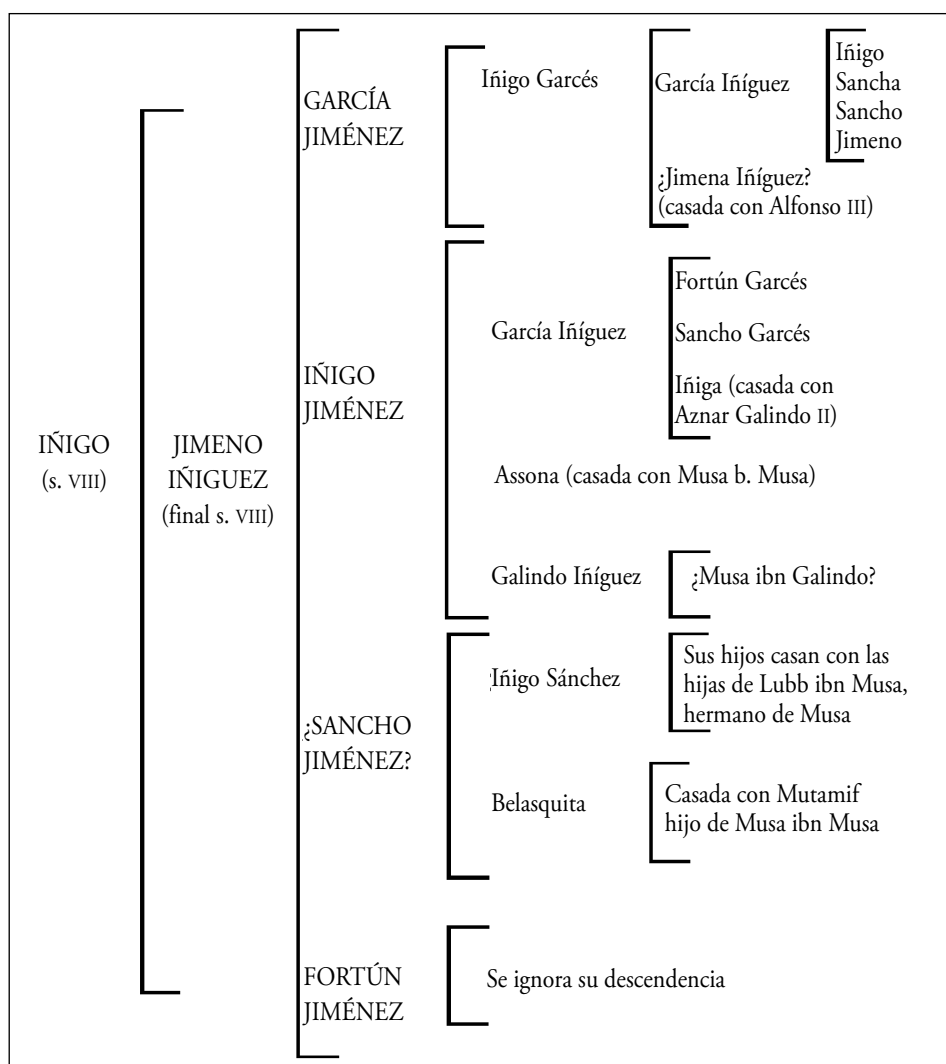 IÑIGO
(s. VIII)
JIMENO
IÑIGUEZ
(final s. VIII)
GARCÍA
JIMÉNEZ
Iñigo Garcés
García Iñíguez
Iñigo
Sancha
Sancho
Jimeno
¿Jimena Iñíguez?
(casada con Alfonso III)
IÑIGO
JIMÉNEZ
García Iñíguez
Fortún Garcés
Sancho Garcés
Iñiga (casada con
Aznar Galindo II)
Assona (casada con Musa b. Musa)
Galindo Iñíguez
¿Musa ibn Galindo?
¿SANCHO
JIMÉNEZ?
¿Iñigo Sánchez
Sus hijos casan con las
hijas de Lubb ibn Musa,
hermano de Musa
Belasquita
Casada con Mutamif
hijo de Musa ibn Musa
FORTÚN
JIMÉNEZ
Se ignora su descendencia